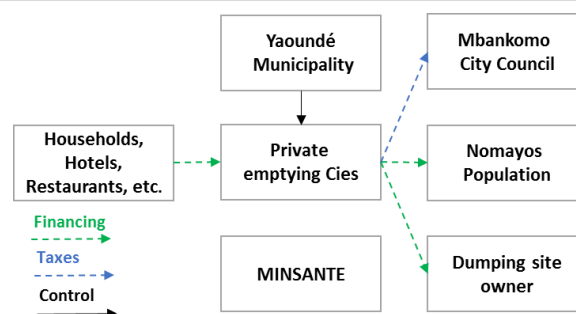 Yaoundé
Municipality
Mbankomo
City Council
Households,
Hotels,
Restaurants, etc.
Private
emptying Cies
Nomayos
Population
Financing
Taxes
Control
MINSANTE
Dumping site
owner